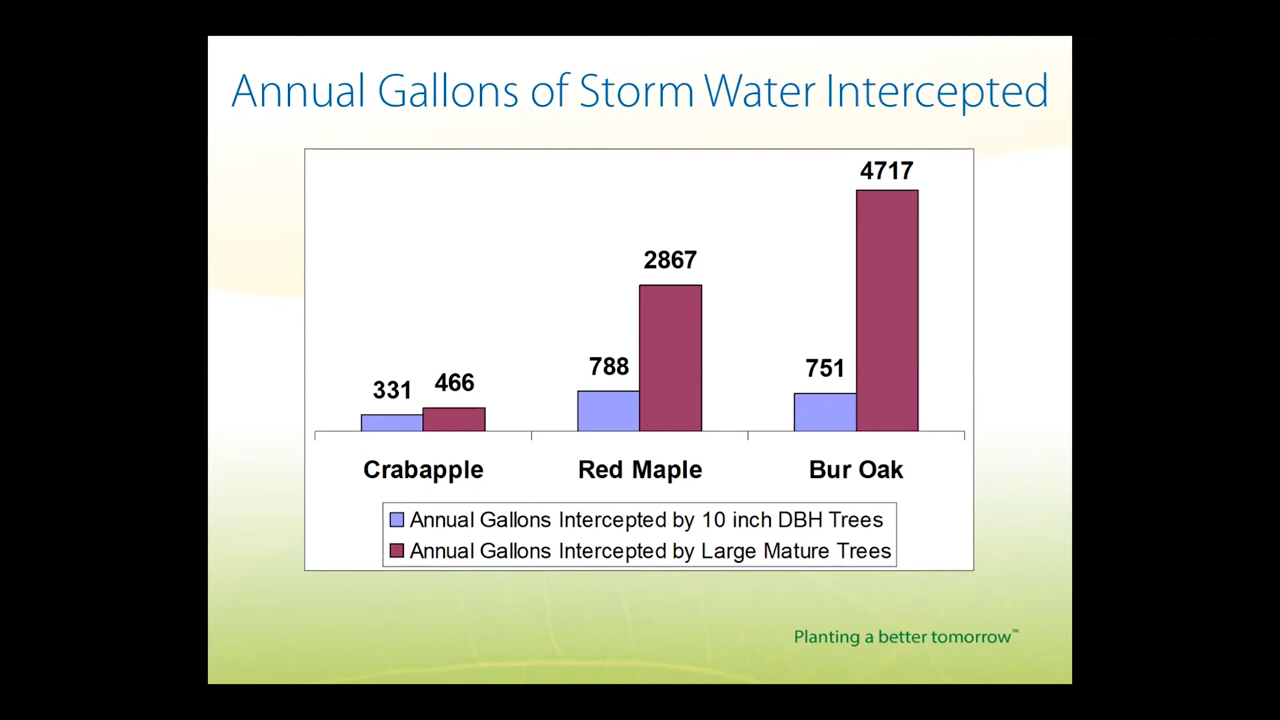 Annual Gallons of Storm Water Intercepted
4717
2867
788
751
331
466
Crabapple
Red Maple
Bur Oak
Annual Gallons Intercepted by 10 inch DBH Trees
Annual Gallons Intercepted by Large Mature Trees
Planting a better tomorrow™